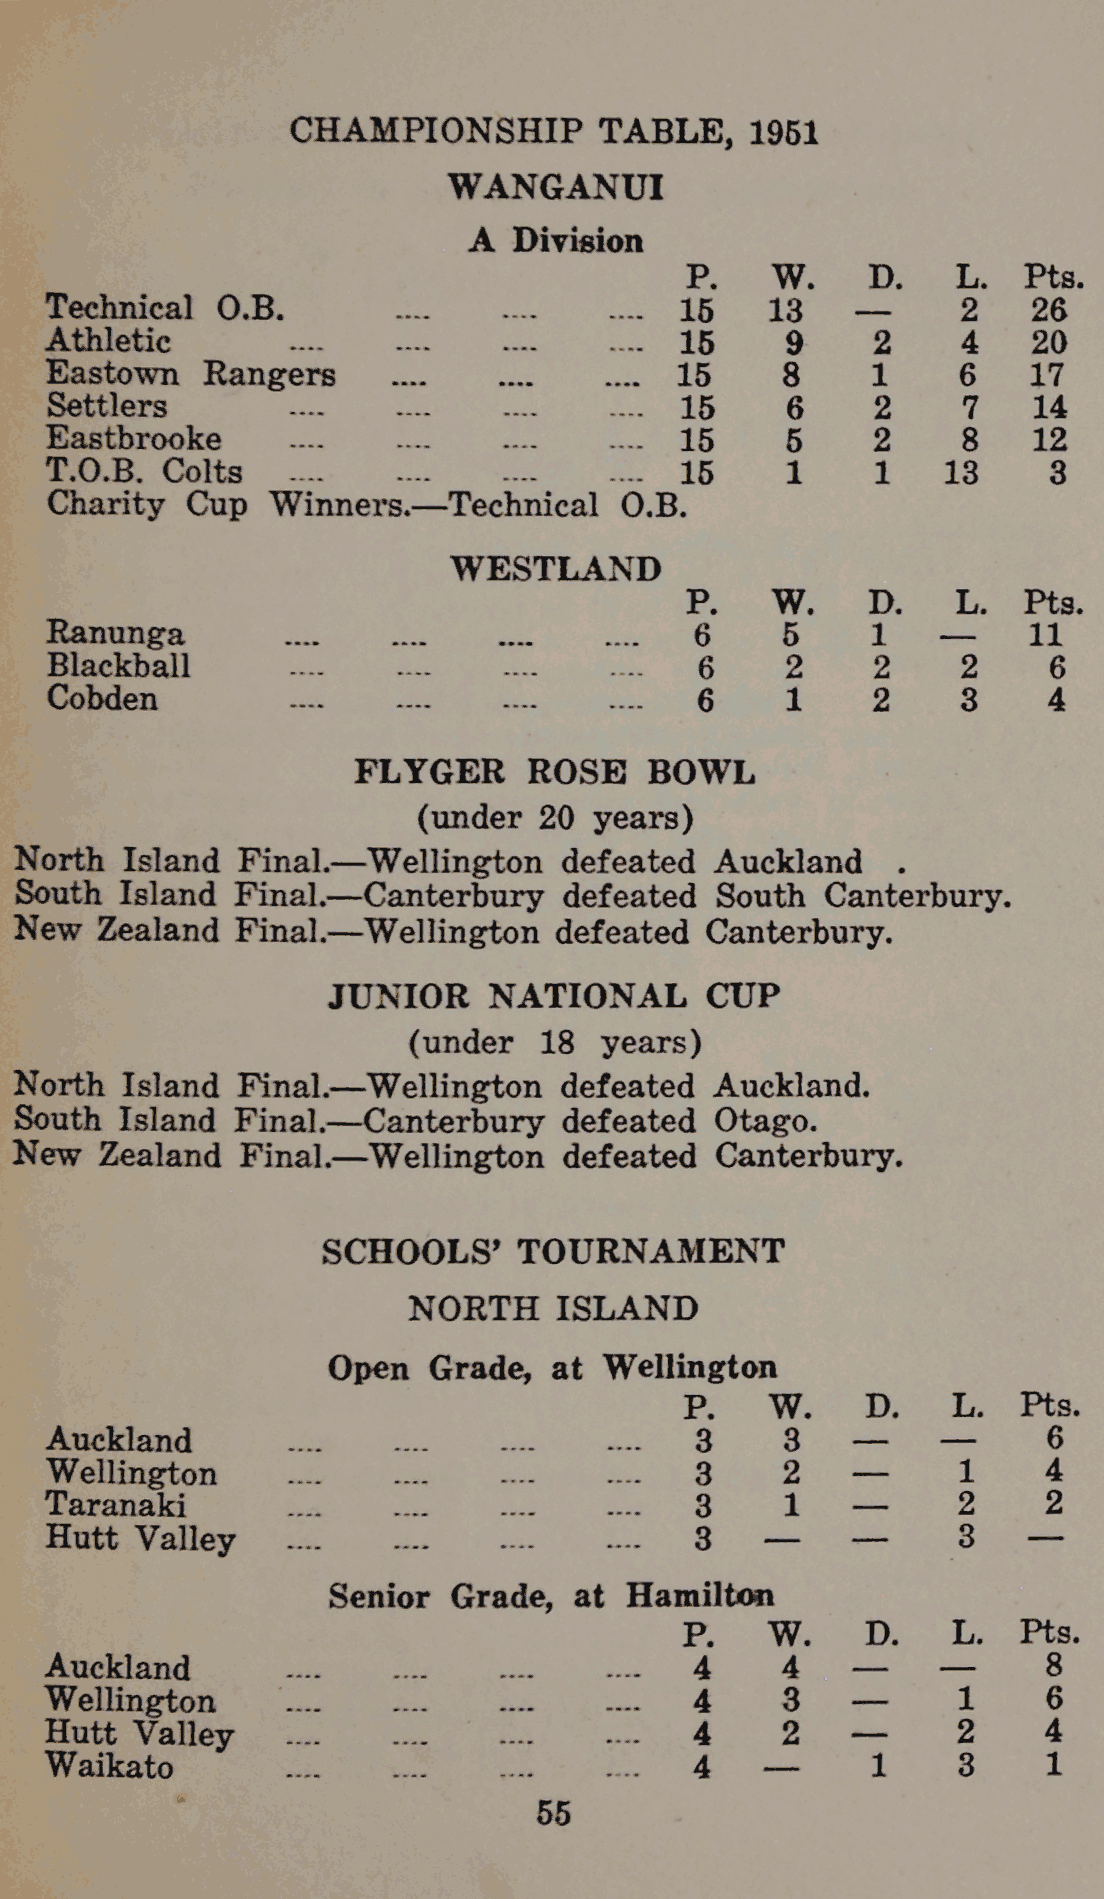 CHAMPIONSHIP TABLE, 1951
WANGANUI
A Division
P. W. D. L. Pts.
Technical O.B. .... .... .... 15 13 — 2 26
Athletic .... .... .... .... 15 9 2 4 20
Eastown Rangers .... .... .... 15 8 1 6 17
Settlers .... .... .... .... 15 6 2 7 14
Eastbrooke .... .... .... .... 15 5 2 8 12
T.O.B. Colts .... .... .... .... 15 1 1 13 3
Charity Cup Winners.—Technical O.B.
WESTLAND
P. W. D. L. Pts.
Ranunga .... .... .... .... 6 5 1 — 11
Blackball .... .... .... .... 6 2 2 2 6
Cobden .... .... .... .... 6 1 2 3 4
FLYGER ROSE BOWL
(under 20 years)
North Island Final.—Wellington defeated Auckland .
South Island Final.—Canterbury defeated South Canterbury.
New Zealand Final.—Wellington defeated Canterbury.
JUNIOR NATIONAL CUP
(under 18 years)
North Island Final.—Wellington defeated Auckland.
South Island Final.—Canterbury defeated Otago.
New Zealand Final.—Wellington defeated Canterbury.
SCHOOLS' TOURNAMENT
NORTH ISLAND
Open Grade, at Wellington
P. W. D. L. Pts.
Auckland .... .... .... .... 3 3 — — 6
Wellington .... .... .... .... 3 2 — 1 4
Taranaki .... .... .... .... 3 1 — 2 2
Hutt Valley .... .... .... .... 3 — — 3 —
Senior Grade, at Hamilton
P. W. D. L. Pts.
Auckland .... .... .... .... 4 4 — — 8
Wellington .... .... .... .... 4 3 — 1 6
Hutt Valley .... .... .... .... 4 2 — 2 4
Waikato .... .... .... .... 4 — 1 3 1
55